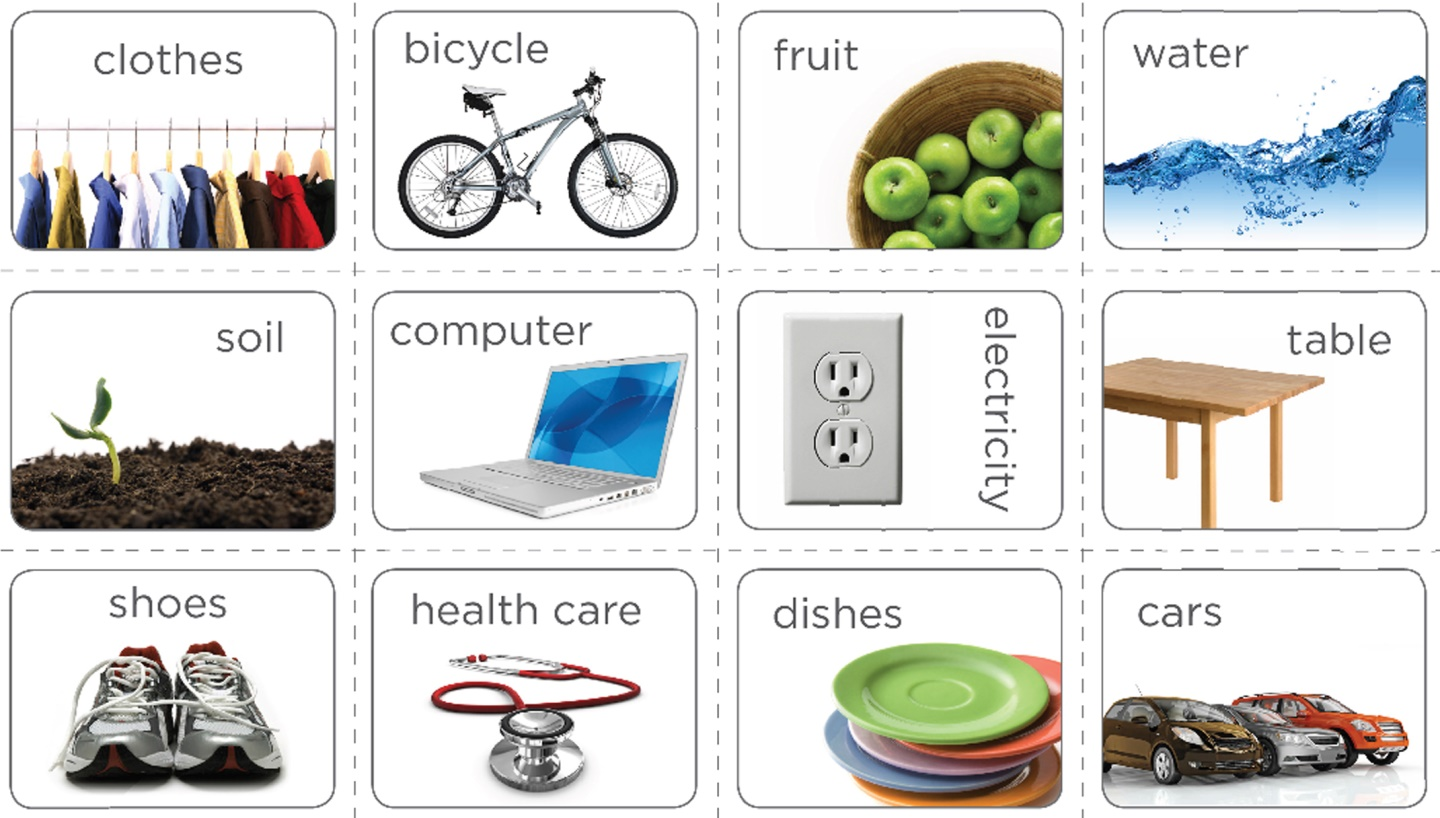 clothes
bicycle
fruit
water
soil
computer
electricity
table
shoes
health care
dishes
cars